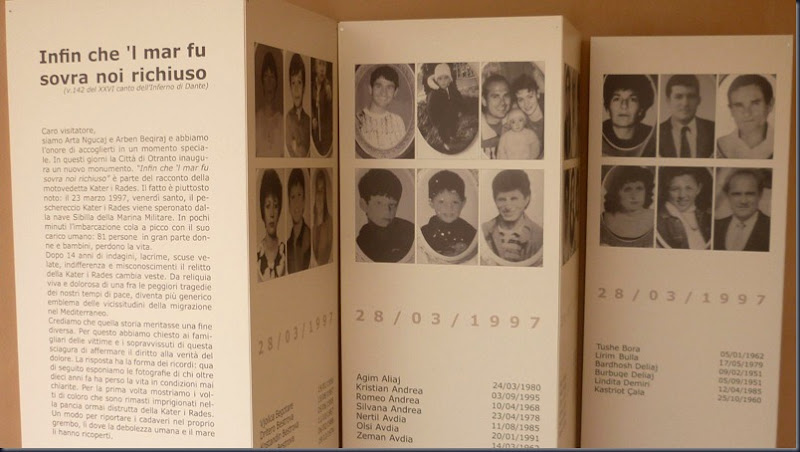 Infin che 'l mar fu
sovra noi richiuso
(v.142 del XXVI canto dell'Inferno di Dante)
Caro visitatore,
siamo Arta Ngucaj e Arben Beqiraj e abbiamo
l'onore di accoglierti in un momento specia-
le. In questi giorni la Città di Otranto inaugu-
ra un nuovo monumento. "Infin che 'l mar fu
sovra noi richiuso" è parte del racconto della
motovedetta Kater i Rades. Il fatto è piuttosto
noto: il 23 marzo 1997, venerdì santo, il pe-
schereccio Kater i Rades viene speronato dal-
la nave Sibilla della Marina Militare. In pochi
minuti l'imbarcazione cola a picco con il suo
carico umano: 81 persone in gran parte don-
ne e bambini, perdono la vita.
Dopo 14 anni di indagini, lacrime, scuse ve-
late, indifferenza e misconoscimenti il relitto
della Kater i Rades cambia veste. Da reliquia
viva e dolorosa di una fra le peggiori tragedie
dei nostri tempi di pace, diventa più generico
emblema delle vicissitudini della migrazione
nel Mediterraneo.
Crediamo che quella storia meritasse una fine
diversa. Per questo abbiamo chiesto ai fami-
gliari delle vittime e i sopravvissuti di questa
sciagura di affermare il diritto alla verità del
dolore. La risposta ha la forma dei ricordi: qua
di seguito esponiamo le fotografie di chi oltre
dieci anni fa ha perso la vita in condizioni mai
chiarite. Per la prima volta mostriamo i vol-
ti di coloro che sono rimasti imprigionati nel-
la pancia ormai distrutta della Kater i Rades.
Un modo per riportare i cadaveri nel proprio
grembo, lì dove la debolezza umana e il mare
li hanno ricoperti.
28/03/1997
28/03/1997
Agim Aliaj 24/03/1980
Kristian Andrea 03/09/1995
Romeo Andrea 10/04/1968
Silvana Andrea 23/04/1978
Nertil Avdia 11/08/1985
Olsi Avdia 20/01/1991
Zeman Avdia
28/03/1997
Tushe Bora 05/01/1962
Lirim Bulla 17/05/1979
Bardhosh Deliaj 09/02/1951
Burbuqe Deliaj 05/09/1951
Lindita Demiri 12/04/1985
Kastriot Çala 25/10/1960